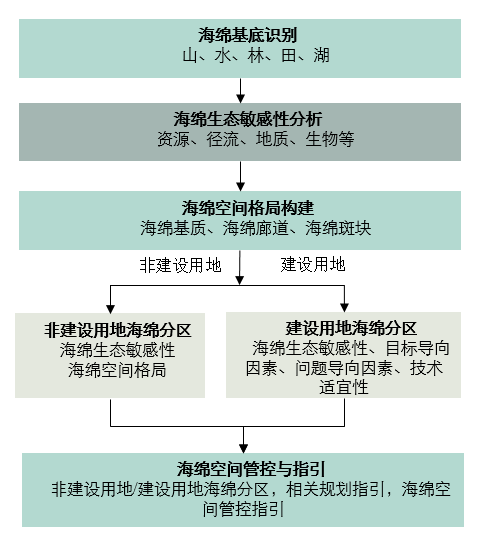 海绵基底识别
山、水、林、田、湖
海绵生态敏感性分析
资源、径流、地质、生物等
海绵空间格局构建
海绵基质、海绵廊道、海绵斑块
非建设用地
建设用地
非建设用地海绵分区
海绵生态敏感性
海绵空间格局
建设用地海绵分区
海绵生态敏感性、目标导向
因素、问题导向因素、技术
适宜性
海绵空间管控与指引
非建设用地/建设用地海绵分区，相关规划指引，海绵空
间管控指引